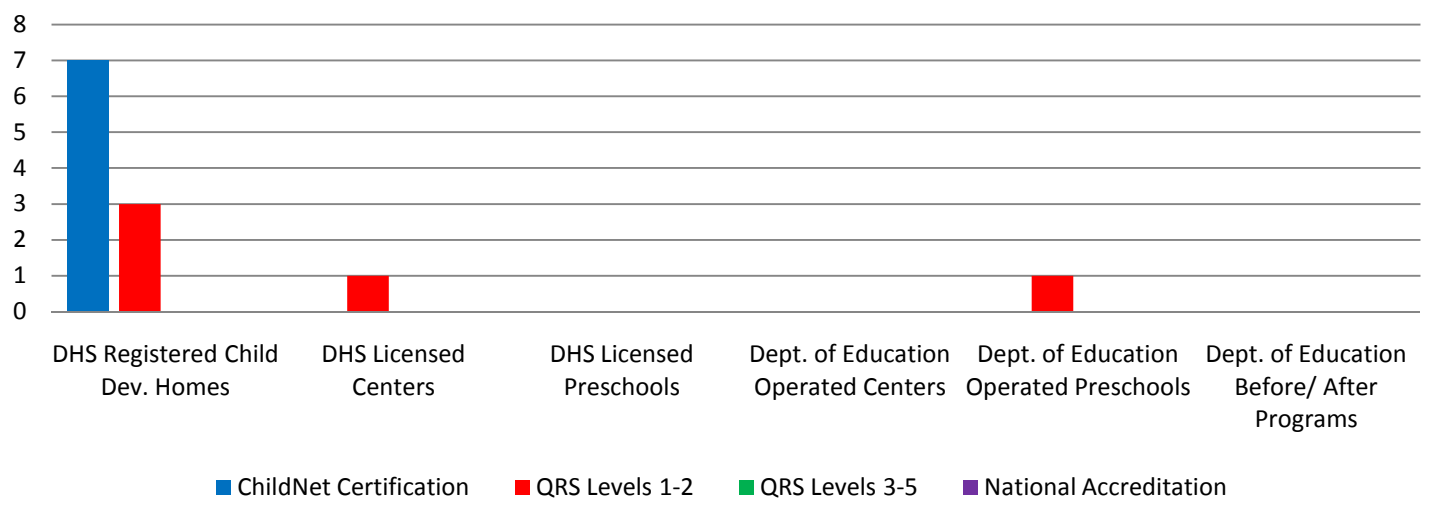 8
7
6
5
4
3
2
1
0
DHS Registered Child
Dev. Homes
DHS Licensed
Centers
DHS Licensed
Preschools
Dept. of Education
Operated Centers
Dept. of Education
Operated Preschools
Dept. of Education
Before/ After
Programs
ChildNet Certification
QRS Levels 1-2
QRS Levels 3-5
National Accreditation